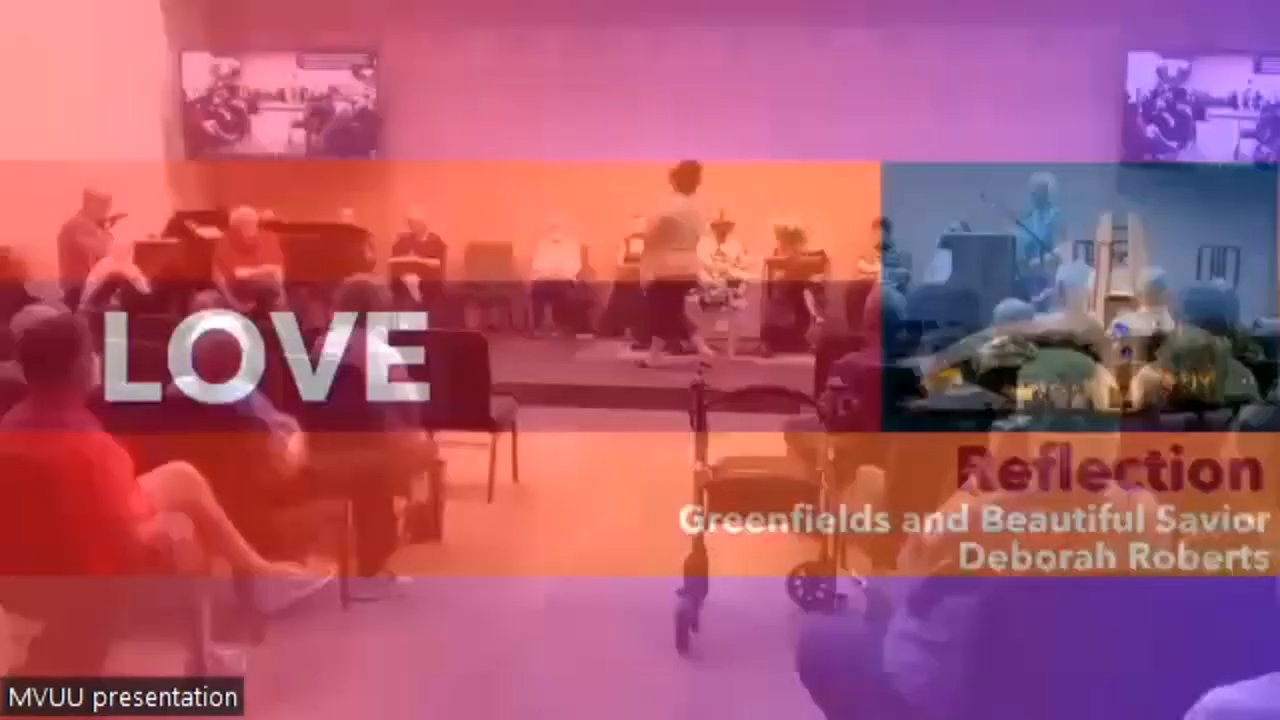 LOVE
Reflection
Greenfields and Beautiful Savior
Deborah Roberts
MVUU presentation